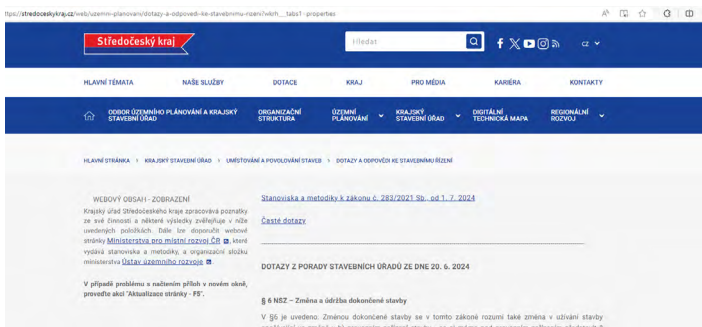 ttps://stredoceskykraj.cz/web/uzemni-planovani/dotazy-a-odpovedi-ke-stavebnimu-rizeni?wkrh__tabs1-properties
Středočeský kraj
Hledat
CZ
HLAVNÍ TÉMATA NAŠE SLUŽBY DOTACE KRAJ PRO MÉDIA KARIÉRA KONTAKTY
ODBOR ÚZEMNÍHO PLÁNOVÁNÍ A KRAJSKÝ STAVEBNÍ ÚŘAD
ORGANIZAČNÍ STRUKTURA
ÚZEMNÍ PLÁNOVÁNÍ
KRAJSKÝ STAVEBNÍ ÚŘAD
DIGITÁLNÍ TECHNICKÁ MAPA
REGIONÁLNÍ ROZVOJ
HLAVNÍ STRÁNKA › KRAJSKÝ STAVEBNÍ ÚŘAD › UMÍSŤOVÁNÍ A POVOLOVÁNÍ STAVEB › DOTAZY A ODPOVĚDI KE STAVEBNÍMU ŘÍZENÍ
WEBOVÝ OBSAH - ZOBRAZENÍ
Krajský úřad Středočeského kraje zpracovává poznatky
ze své činnosti a některé výsledky zveřejňuje v níže
uvedených položkách. Dále lze doporučit webové
stránky Ministerstva pro místní rozvoj ČR, které
vydává stanoviska a metodiky, a organizační složku
ministerstva Ústav územního rozvoje.
V případě problému s načtením příloh v novém okně,
proveďte akci "Aktualizace stránky - F5".
Stanoviska a metodiky k zákonu č. 283/2021 Sb., od 1. 7. 2024
Časté dotazy
DOTAZY Z PORADY STAVEBNÍCH ÚŘADŮ ZE DNE 20. 6. 2024
§ 6 NSZ – Změna a údržba dokončené stavby
V §6 je uvedeno. Změnou dokončené stavby se v tomto zákoně rozumí také změna v užívání stavby